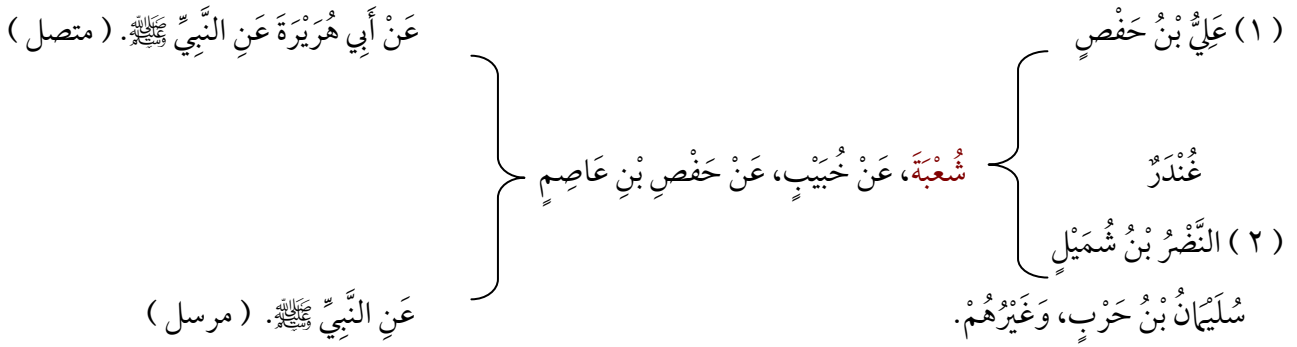 ( ١ ) عَلِيُّ بْنُ حَفْصٍ
عَنْ أَبِي هُرَيْرَةَ عَنِ النَّبِيِّ ﷺ. ( متصل )
غُنْدَرٌ
شُعْبَةَ، عَنْ خُبَيْبٍ، عَنْ حَفْصِ بْنِ عَاصِمٍ
( ٢ ) النَّضْرُ بْنُ شُمَيْلٍ
سُلَيْمَانُ بْنُ حَرْبٍ، وَغَيْرُهُمْ.
عَنِ النَّبِيِّ ﷺ. ( مرسل )